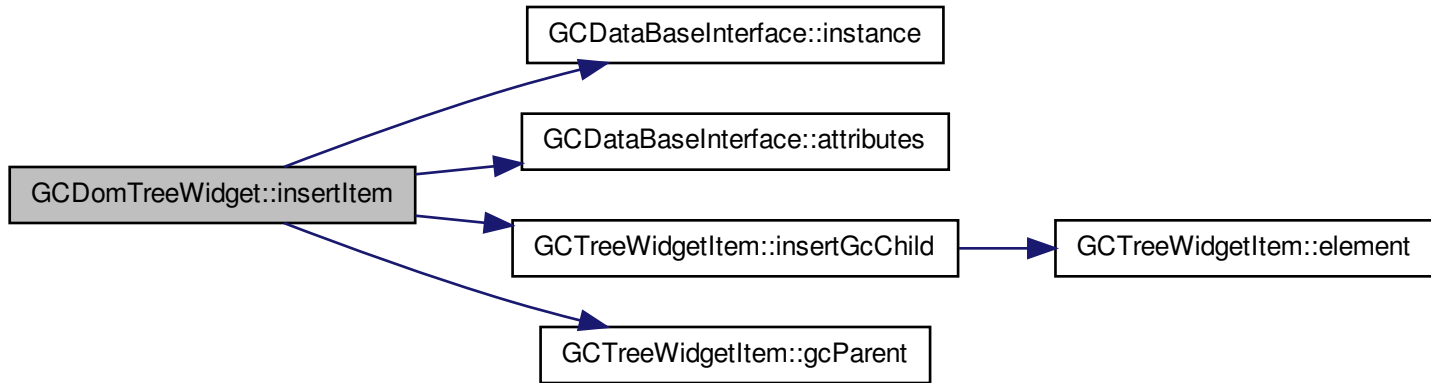 GCDataBaseInterface::instance
GCDataBaseInterface::attributes
GCDomTreeWidget::insertItem
GCTreeWidgetItem::insertGcChild
GCTreeWidgetItem::element
GCTreeWidgetItem::gcParent